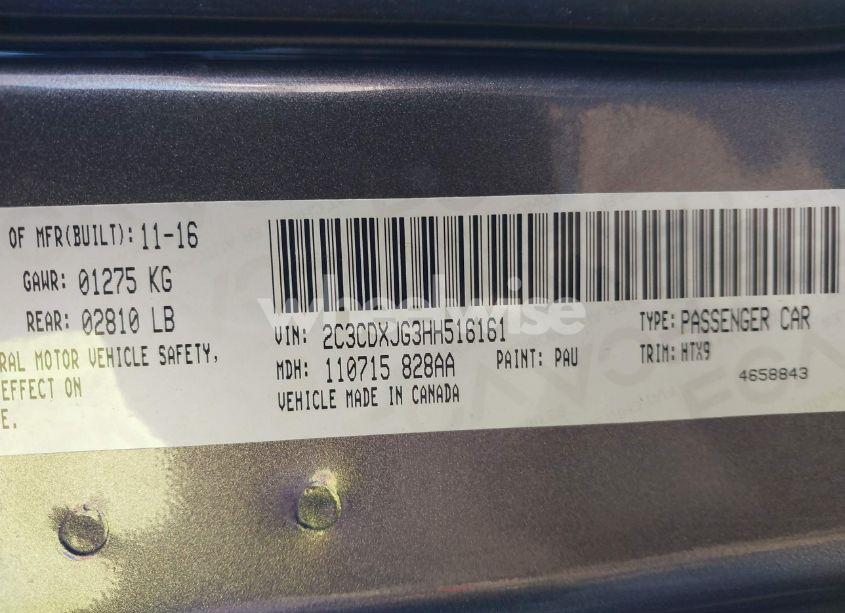 OF MFR(BUILT): 11-16
GAWR: 01275 KG
REAR: 02810 LB
RAL MOTOR VEHICLE SAFETY,
EFFECT ON
E.
wheelwise
VIN: 2C3CDXJG3HH516161
TYPE: PASSENGER CAR
MDH: 110715 828AA
PAINT: PAU
TRIM: HTX9
VEHICLE MADE IN CANADA
4658843